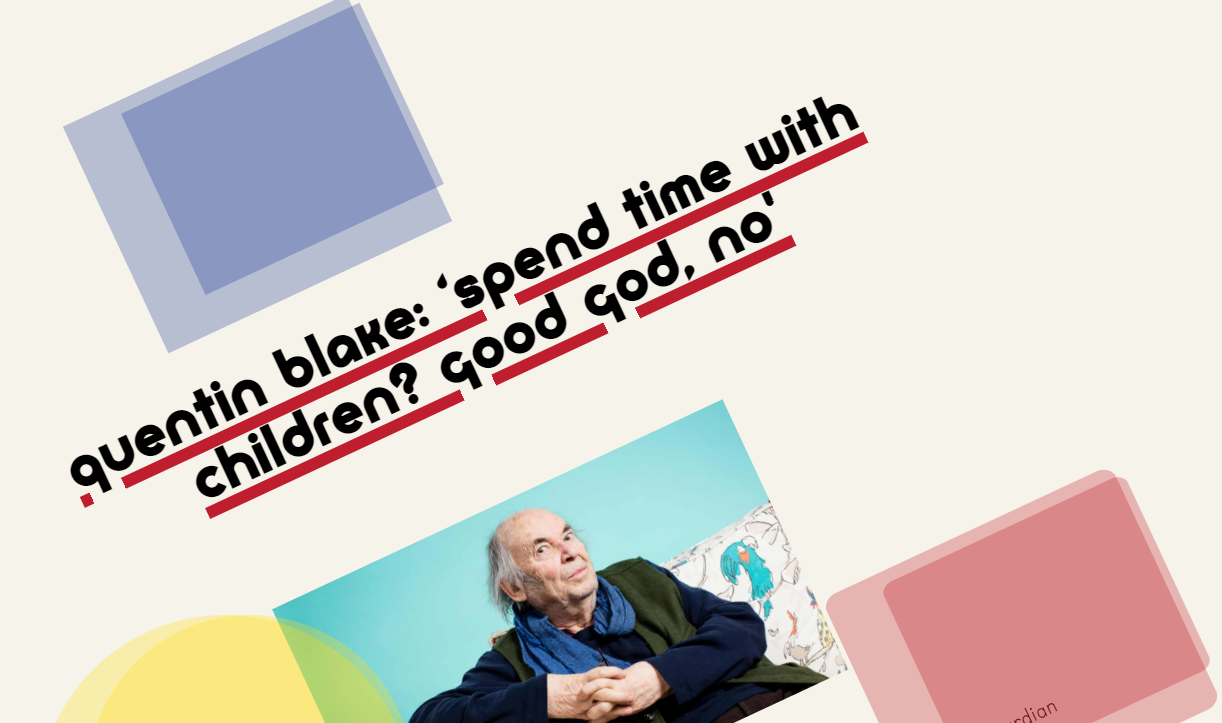 quentin blake: ‘spend time with
children? good god, no'